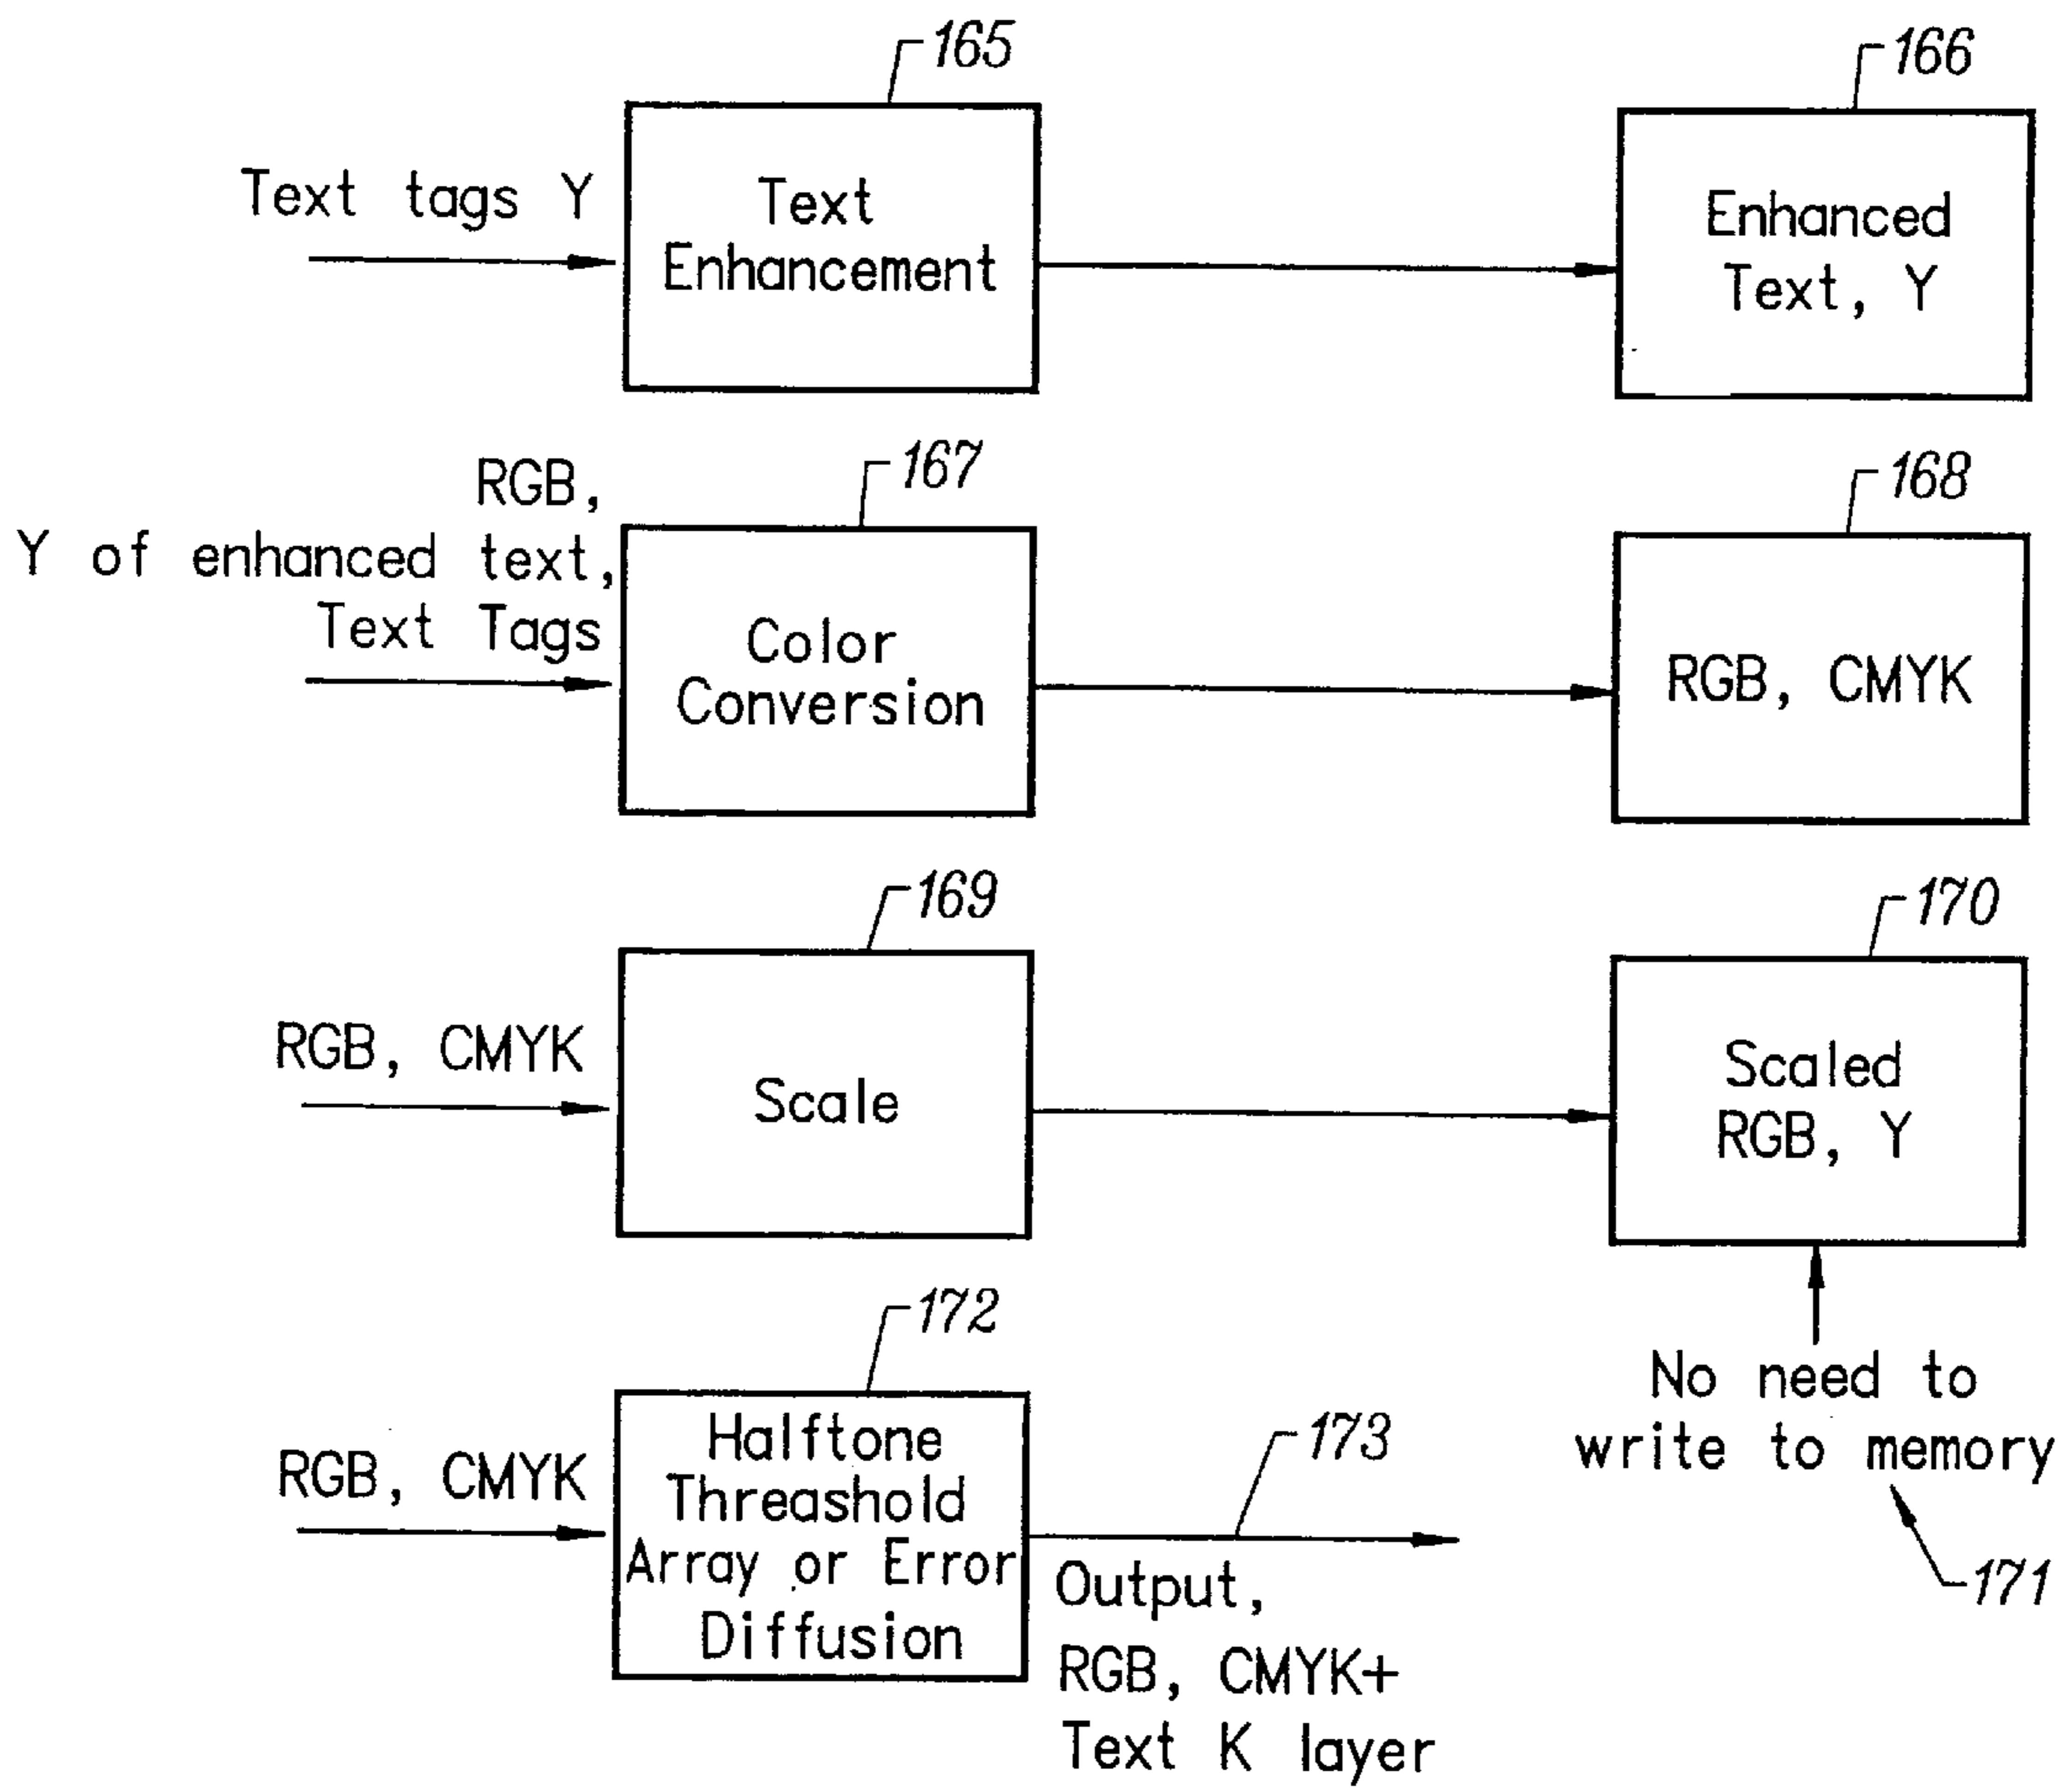 165
166
Text tags Y
Text
Enhancement
Enhanced
Text, Y
167
168
RGB,
Y of enhanced text,
Text Tags
Color
Conversion
RGB, CMYK
169
170
RGB, CMYK
Scale
Scaled
RGB, Y
172
No need to
write to memory
171
RGB, CMYK
Halftone
Threashold
Array or Error
Diffusion
173
Output,
RGB, CMYK+
Text K layer